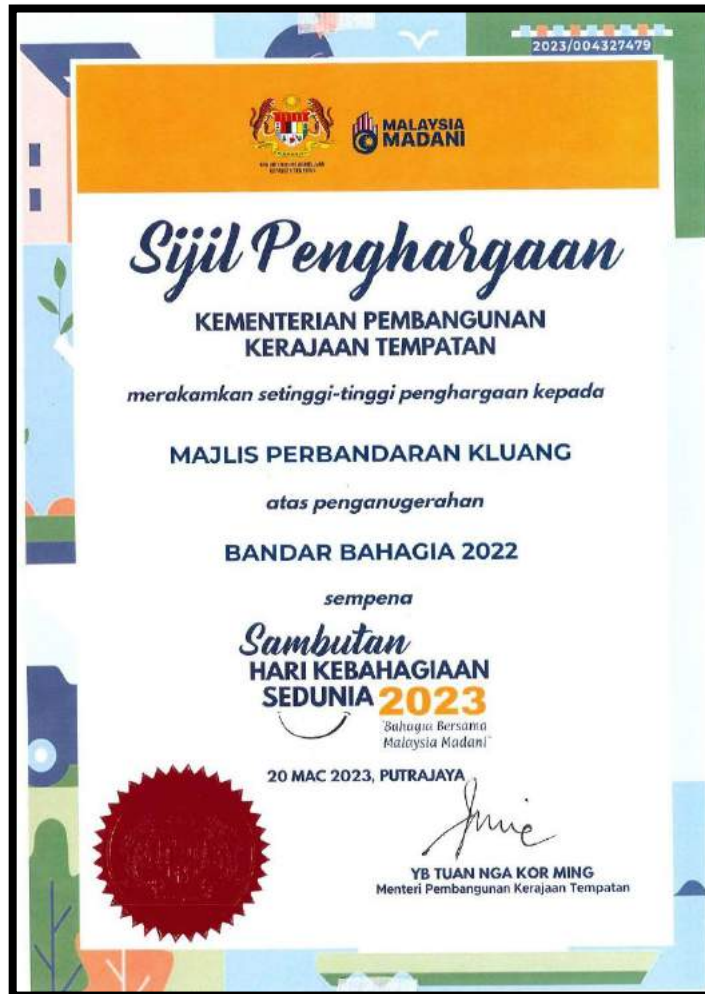 2023/004327479
MALAYSIA
MADANI
Sijil Penghargaan
KEMENTERIAN PEMBANGUNAN
KERAJAAN TEMPATAN
merakamkan setinggi-tinggi penghargaan kepada
MAJLIS PERBANDARAN KLUANG
atas penganugerahan
BANDAR BAHAGIA 2022
sempena
Sambutan
HARI KEBAHAGIAAN
SEDUNIA 2023
"Bahagia Bersama
Malaysia Madani"
20 MAC 2023, PUTRAJAYA
YB TUAN NGA KOR MING
Menteri Pembangunan Kerajaan Tempatan